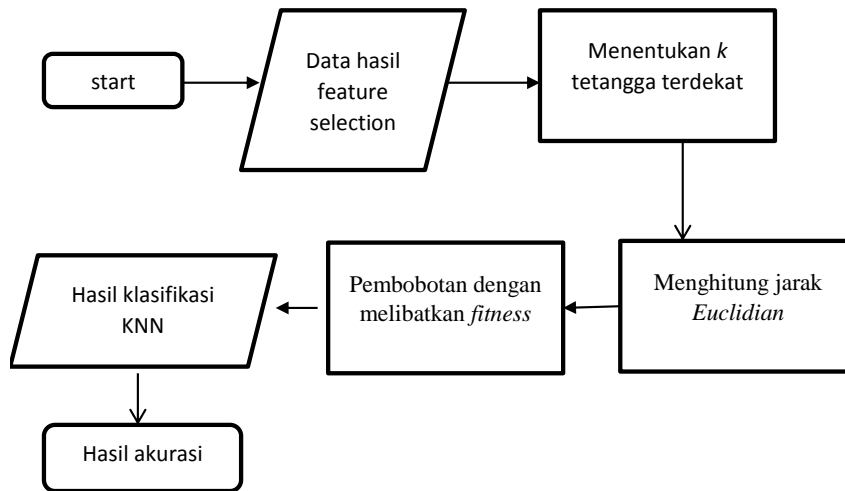 start
Data hasil
feature
selection
Menentukan k
tetangga terdekat
Menghitung jarak
Euclidian
Pembobotan dengan
melibatkan fitness
Hasil klasifikasi
KNN
Hasil akurasi